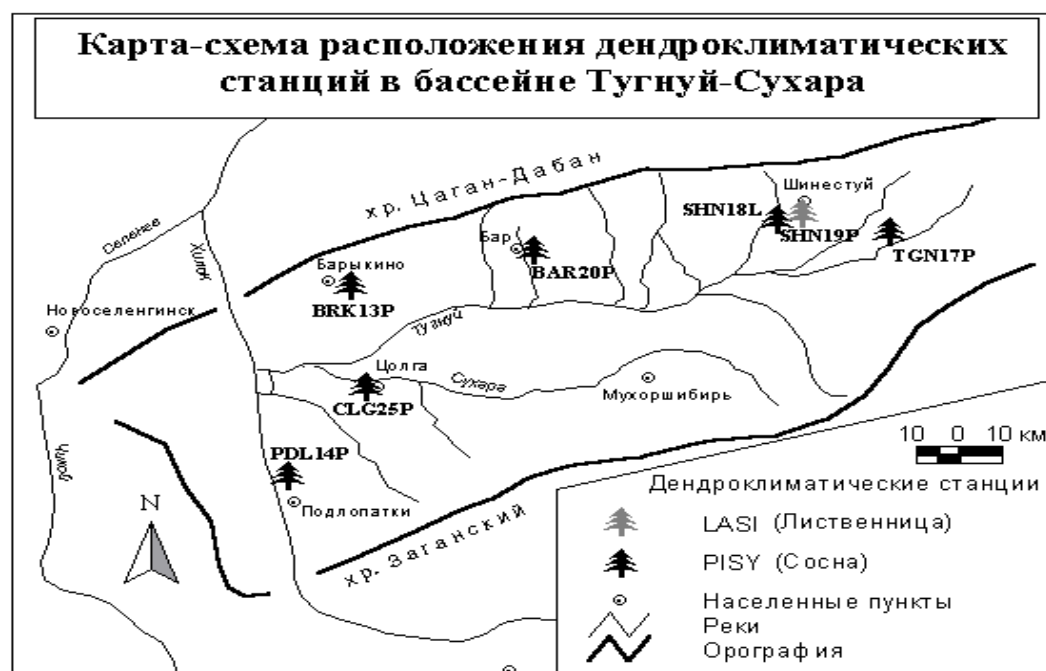 Карта-схема расположения дендроклиматических
станций в бассейне Тугнуй-Сухара
хр. Цаган-Дабан
Шинестуй
SHN18L
SHN19P
TGN17P
Селенга
Хилок
Бар
BAR20P
Барыкино
BRK13P
Новоселенгинск
Тугнуй
Цолга
CLG25P
Сухара
Мухоршибирь
Чикой
PDL14P
Подлопатки
хр. Заганский
N
10 0 10 км
Дендроклиматические станции
LASI (Лиственница)
PISY (Сосна)
Населенные пункты
Реки
Орография